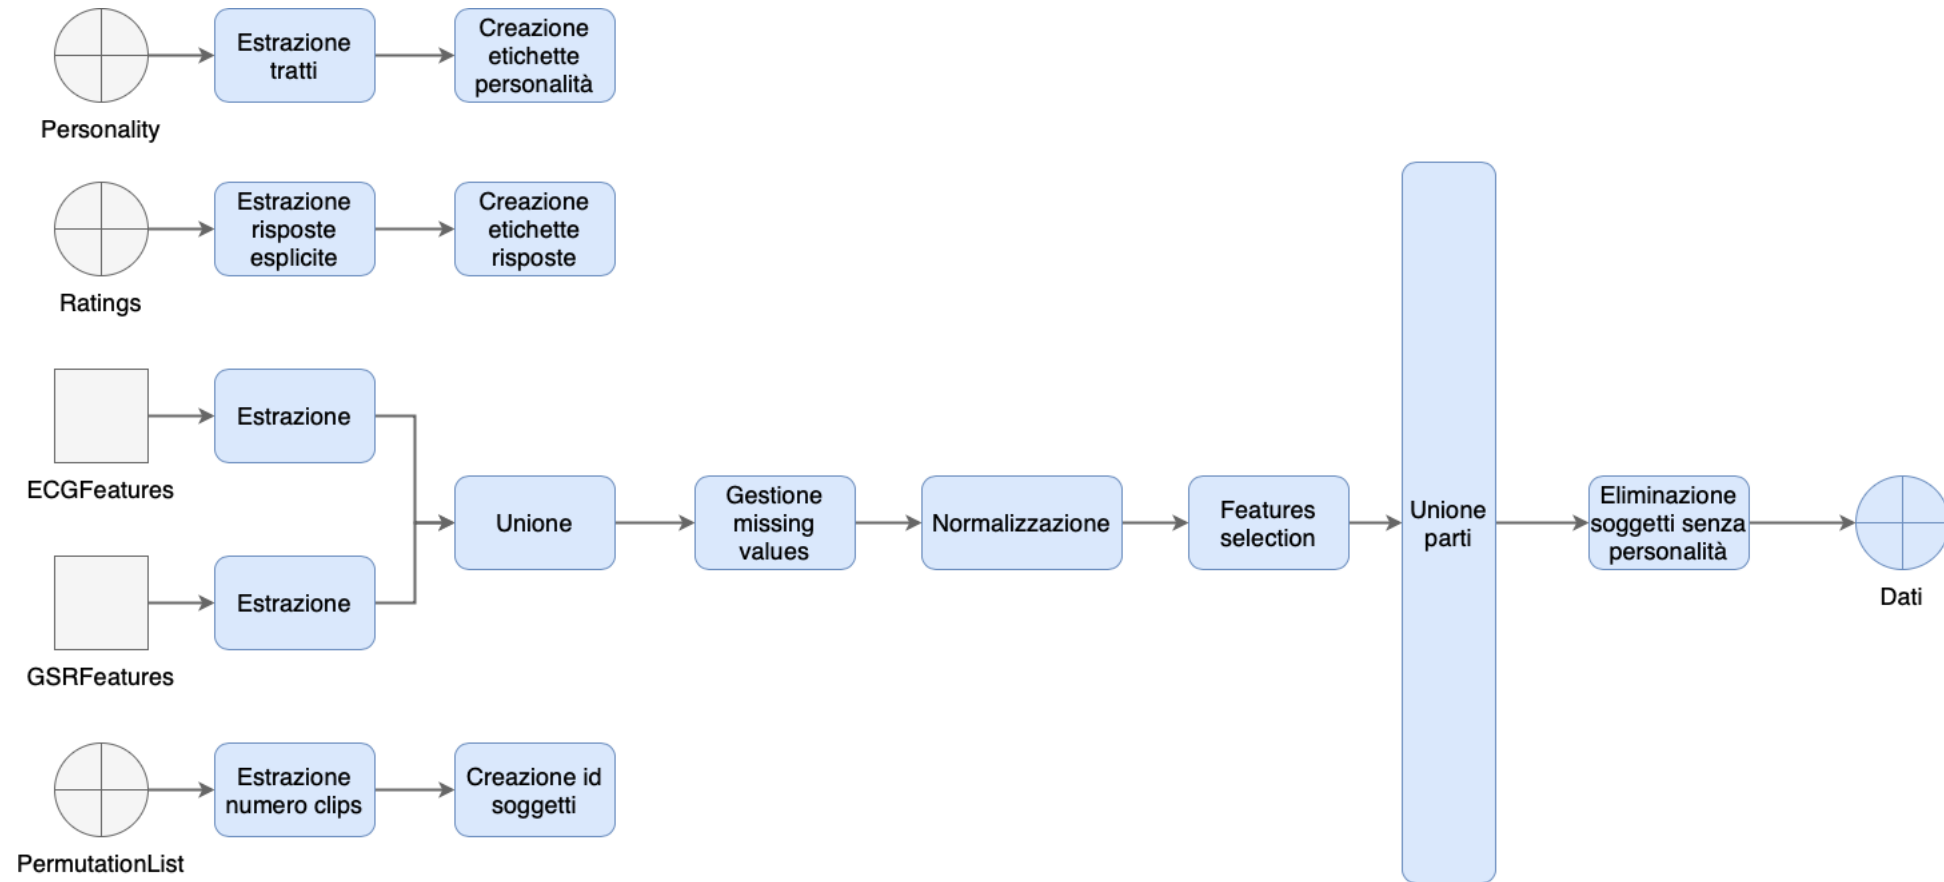 Estrazione
tratti
Creazione
etichette
personalità
Personality
Estrazione
risposte
esplicite
Creazione
etichette
risposte
Ratings
Estrazione
ECGFeatures
Unione
Gestione
missing
values
Normalizzazione
Features
selection
Unione
parti
Eliminazione
soggetti senza
personalità
Dati
Estrazione
GSRFeatures
Estrazione
numero clips
Creazione id
soggetti
PermutationList